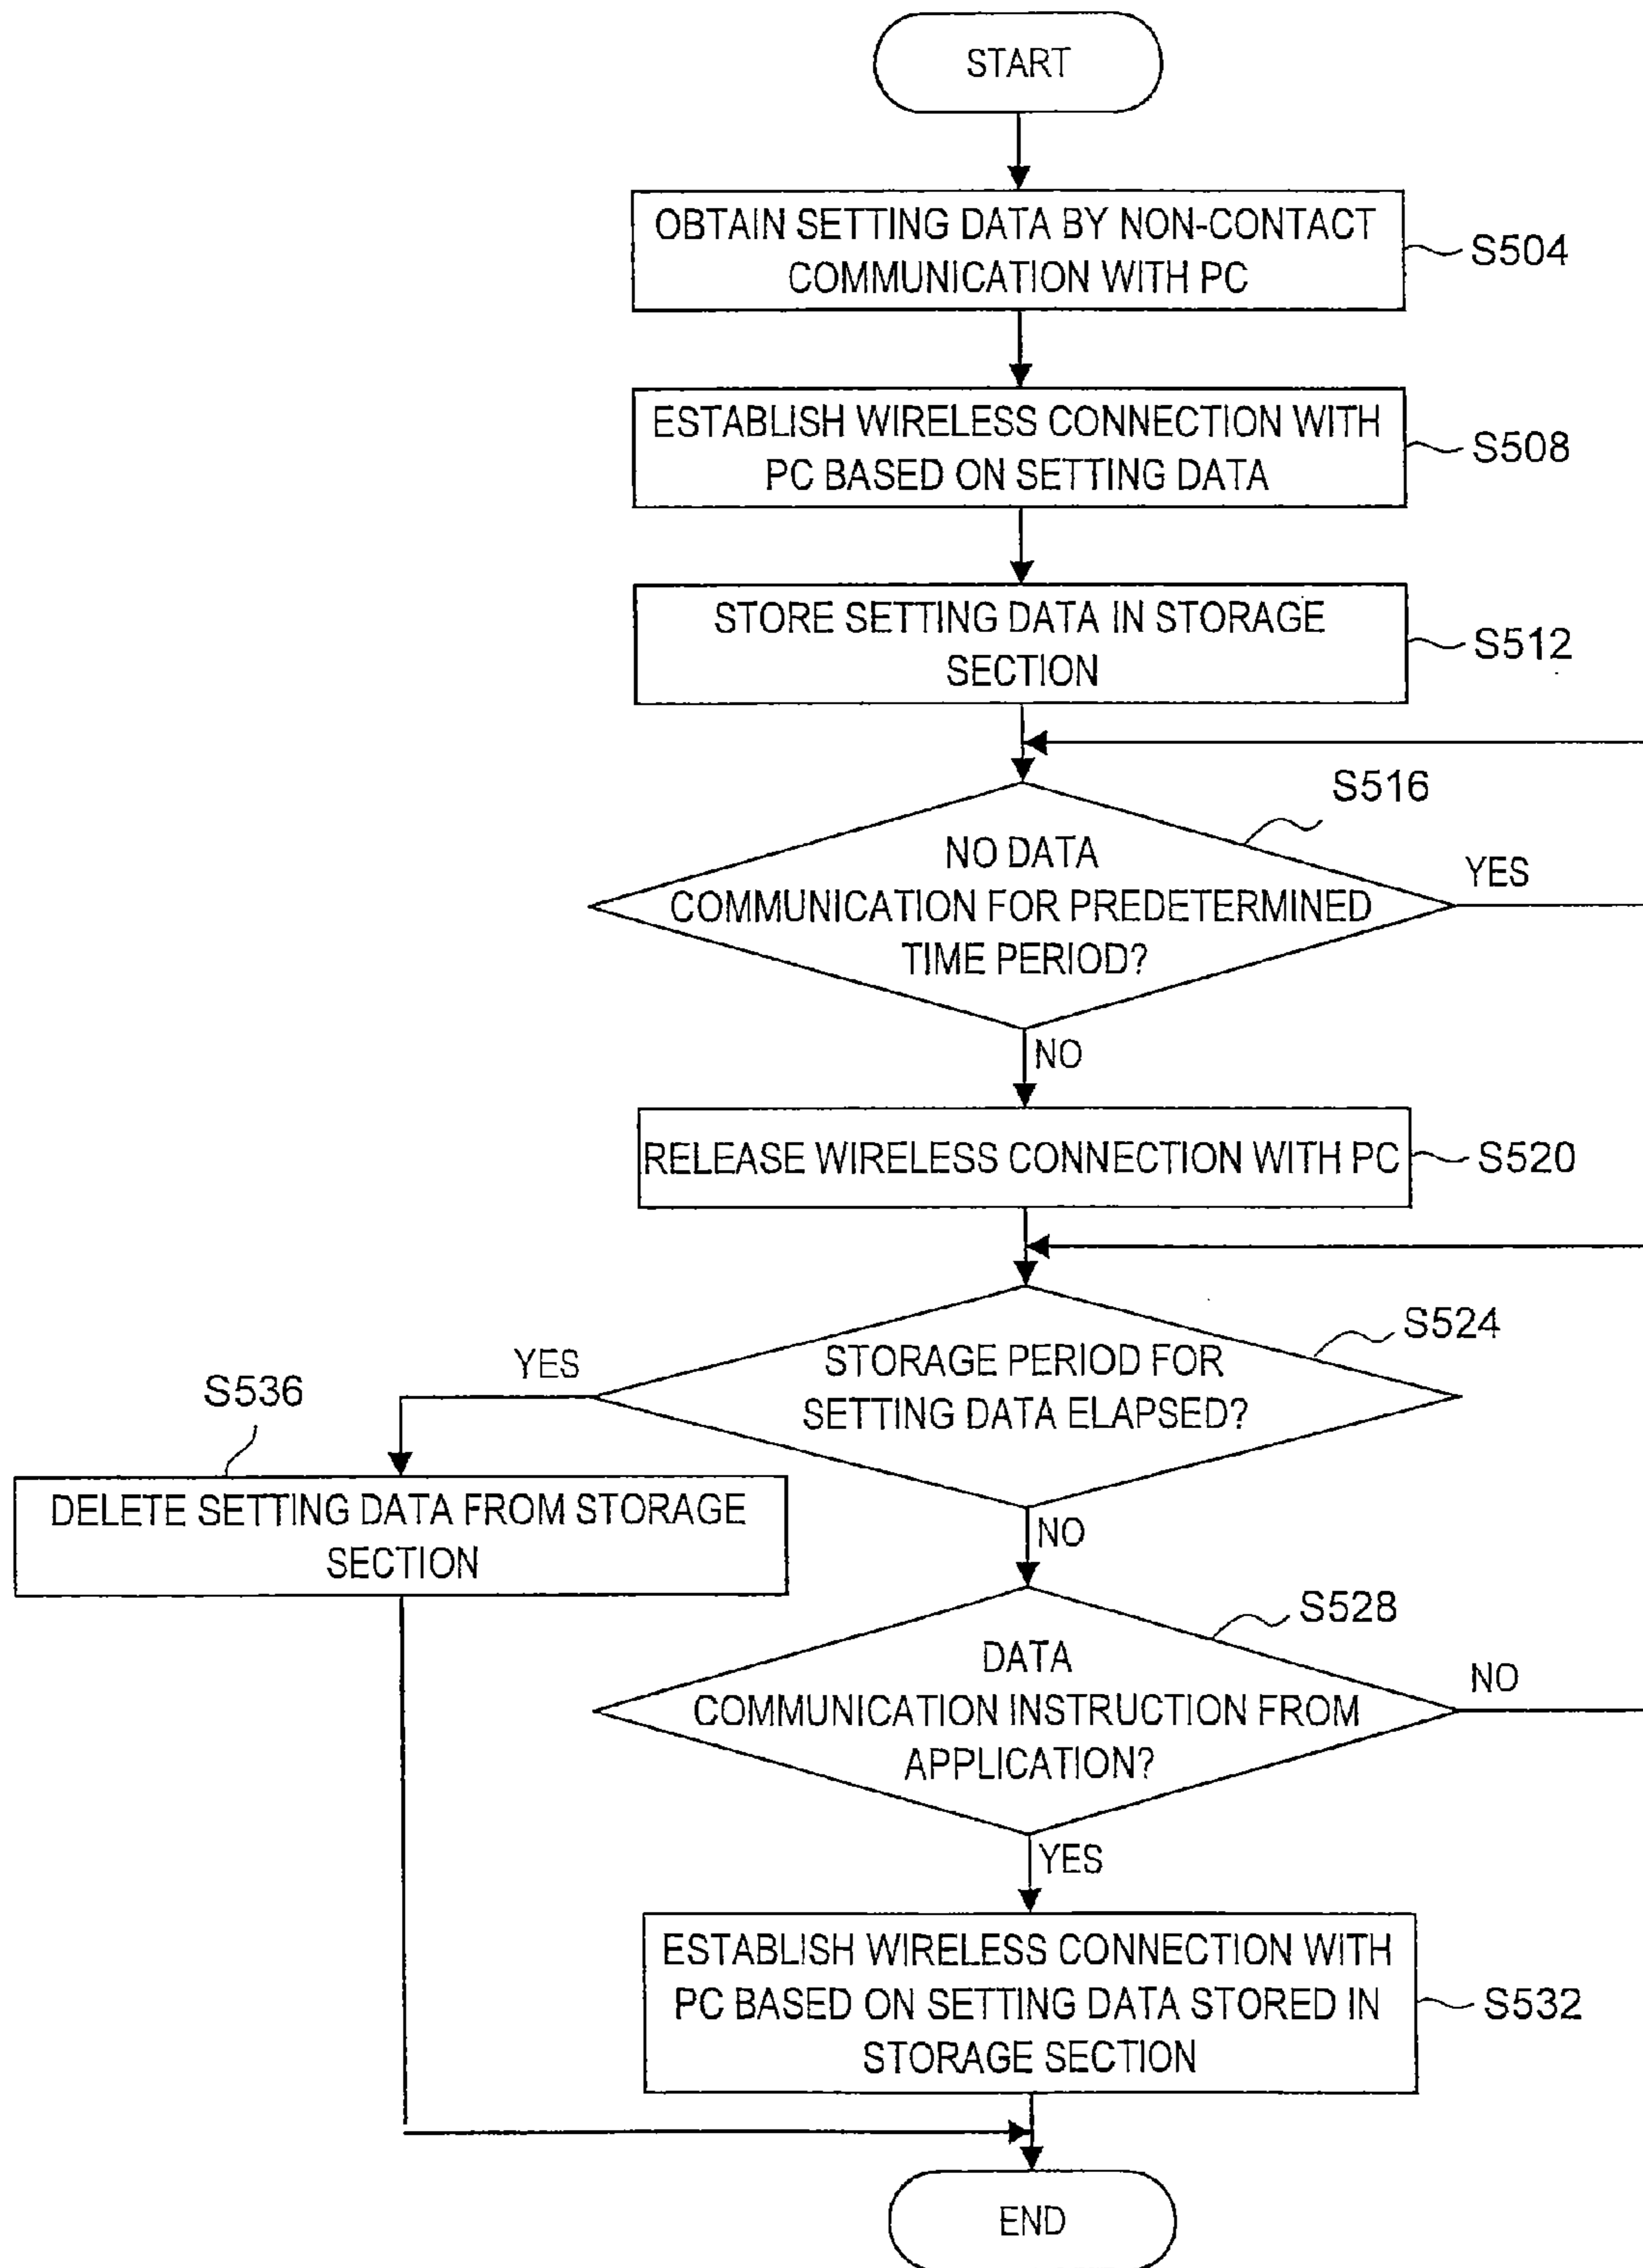 START
OBTAIN SETTING DATA BY NON-CONTACT
COMMUNICATION WITH PC
S504
ESTABLISH WIRELESS CONNECTION WITH
PC BASED ON SETTING DATA
S508
STORE SETTING DATA IN STORAGE
SECTION
S512
S516
NO DATA
COMMUNICATION FOR PREDETERMINED
TIME PERIOD?
YES
NO
RELEASE WIRELESS CONNECTION WITH PC
S520
S524
STORAGE PERIOD FOR
SETTING DATA ELAPSED?
YES
S536
DELETE SETTING DATA FROM STORAGE
SECTION
NO
S528
DATA
COMMUNICATION INSTRUCTION FROM
APPLICATION?
NO
YES
ESTABLISH WIRELESS CONNECTION WITH
PC BASED ON SETTING DATA STORED IN
STORAGE SECTION
S532
END